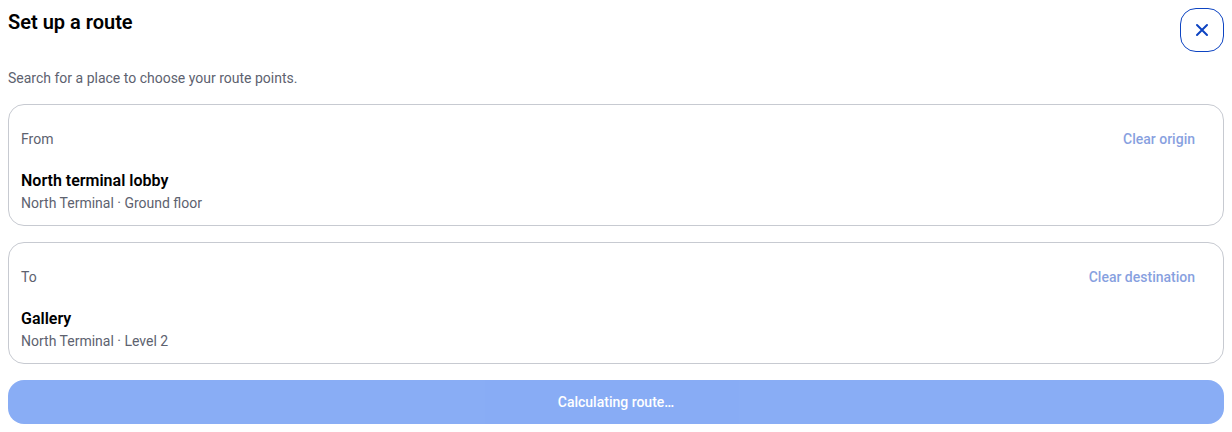 Set up a route
Search for a place to choose your route points.
From
Clear origin
North terminal lobby
North Terminal · Ground floor
To
Clear destination
Gallery
North Terminal · Level 2
Calculating route…